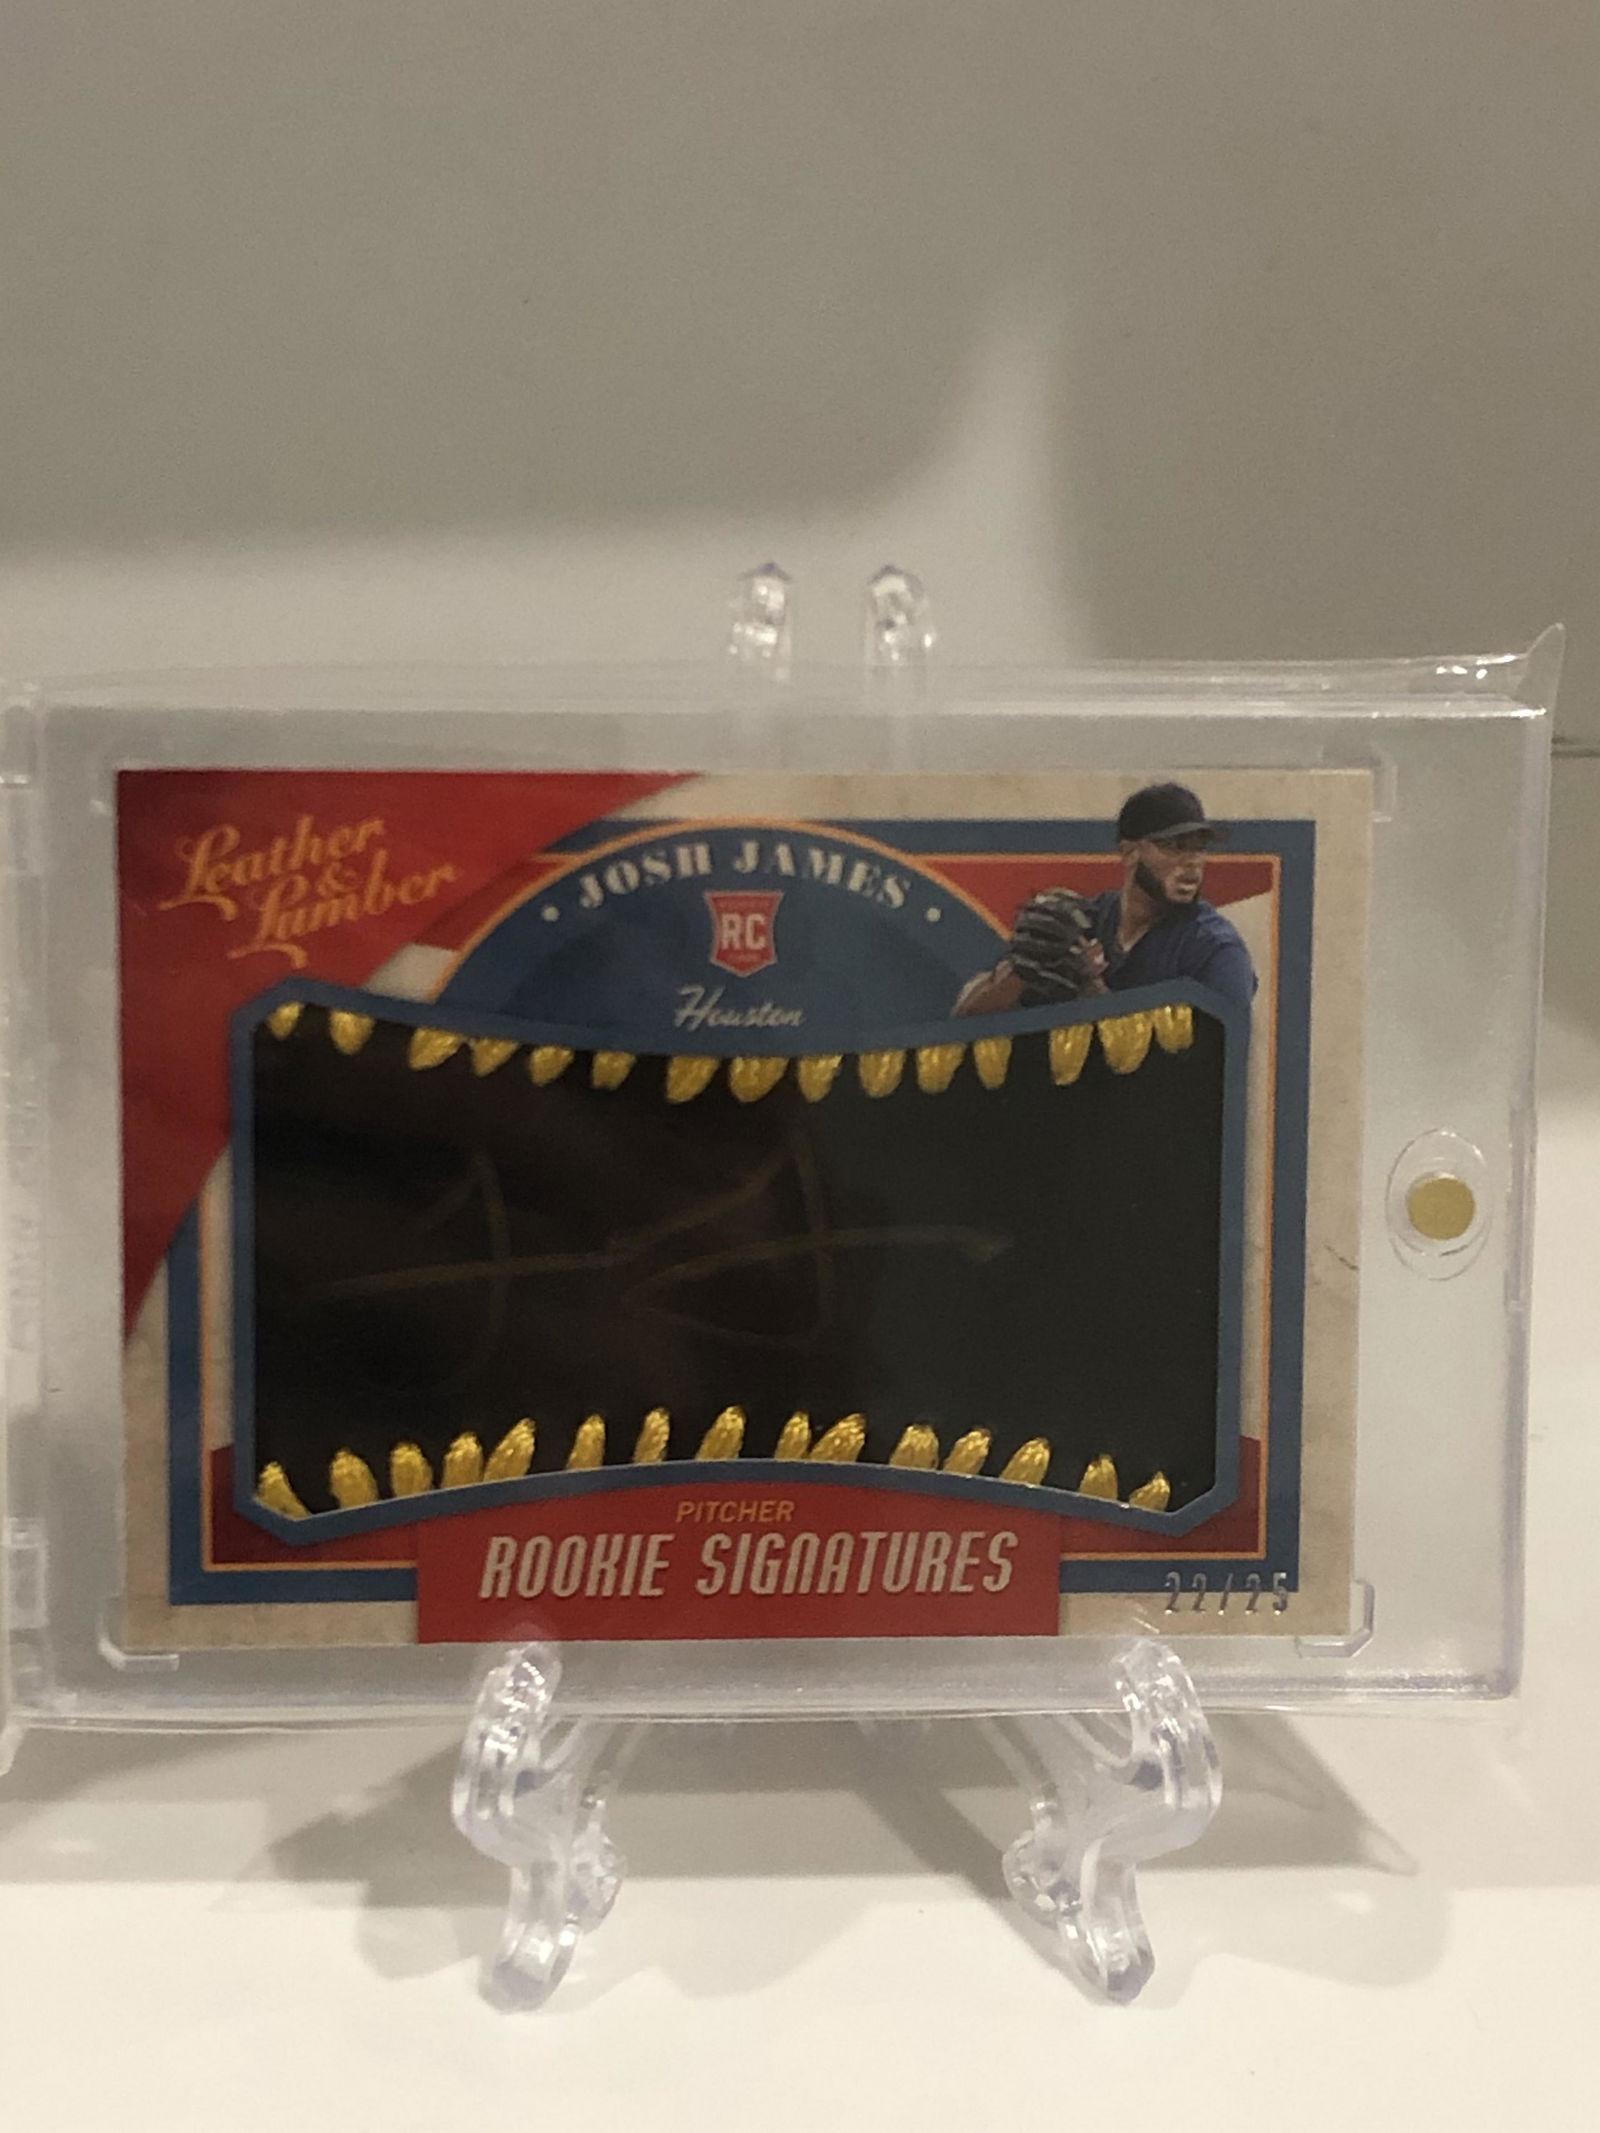 Leather
&
Lumber
• JOSH JAMES •
RC
Houston
PITCHER
ROOKIE SIGNATURES
22/25